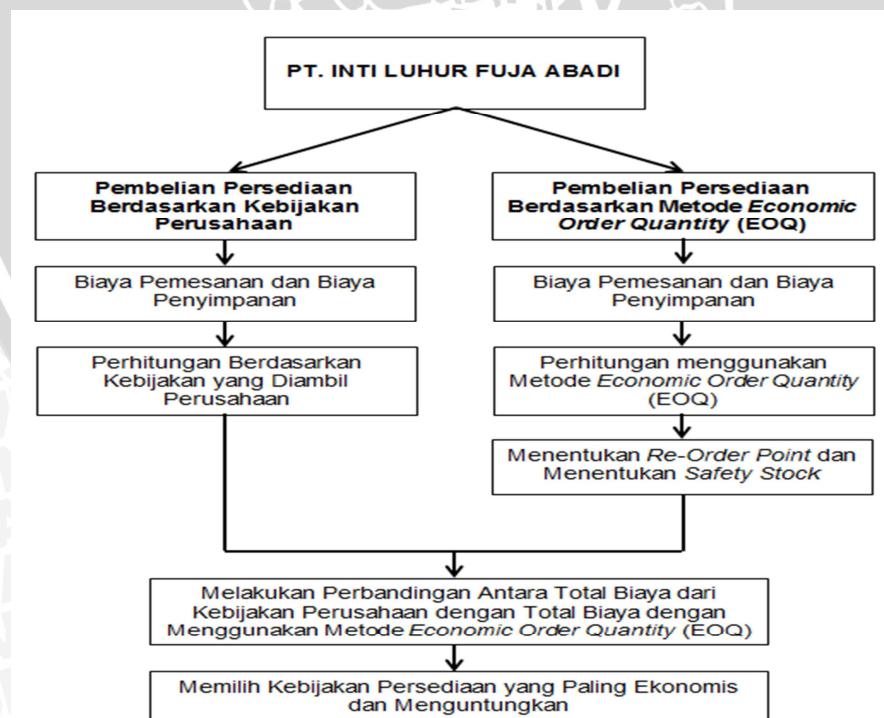 PT. INTI LUHUR FUJA ABADI
Pembelian Persediaan
Berdasarkan Kebijakan
Perusahaan
Biaya Pemesanan dan Biaya
Penyimpanan
Perhitungan Berdasarkan
Kebijakan yang Diambil
Perusahaan
Pembelian Persediaan
Berdasarkan Metode Economic
Order Quantity (EOQ)
Biaya Pemesanan dan Biaya
Penyimpanan
Perhitungan menggunakan
Metode Economic Order Quantity
(EOQ)
Menentukan Re-Order Point dan
Menentukan Safety Stock
Melakukan Perbandingan Antara Total Biaya dari
Kebijakan Perusahaan dengan Total Biaya dengan
Menggunakan Metode Economic Order Quantity (EOQ)
Memilih Kebijakan Persediaan yang Paling Ekonomis
dan Menguntungkan